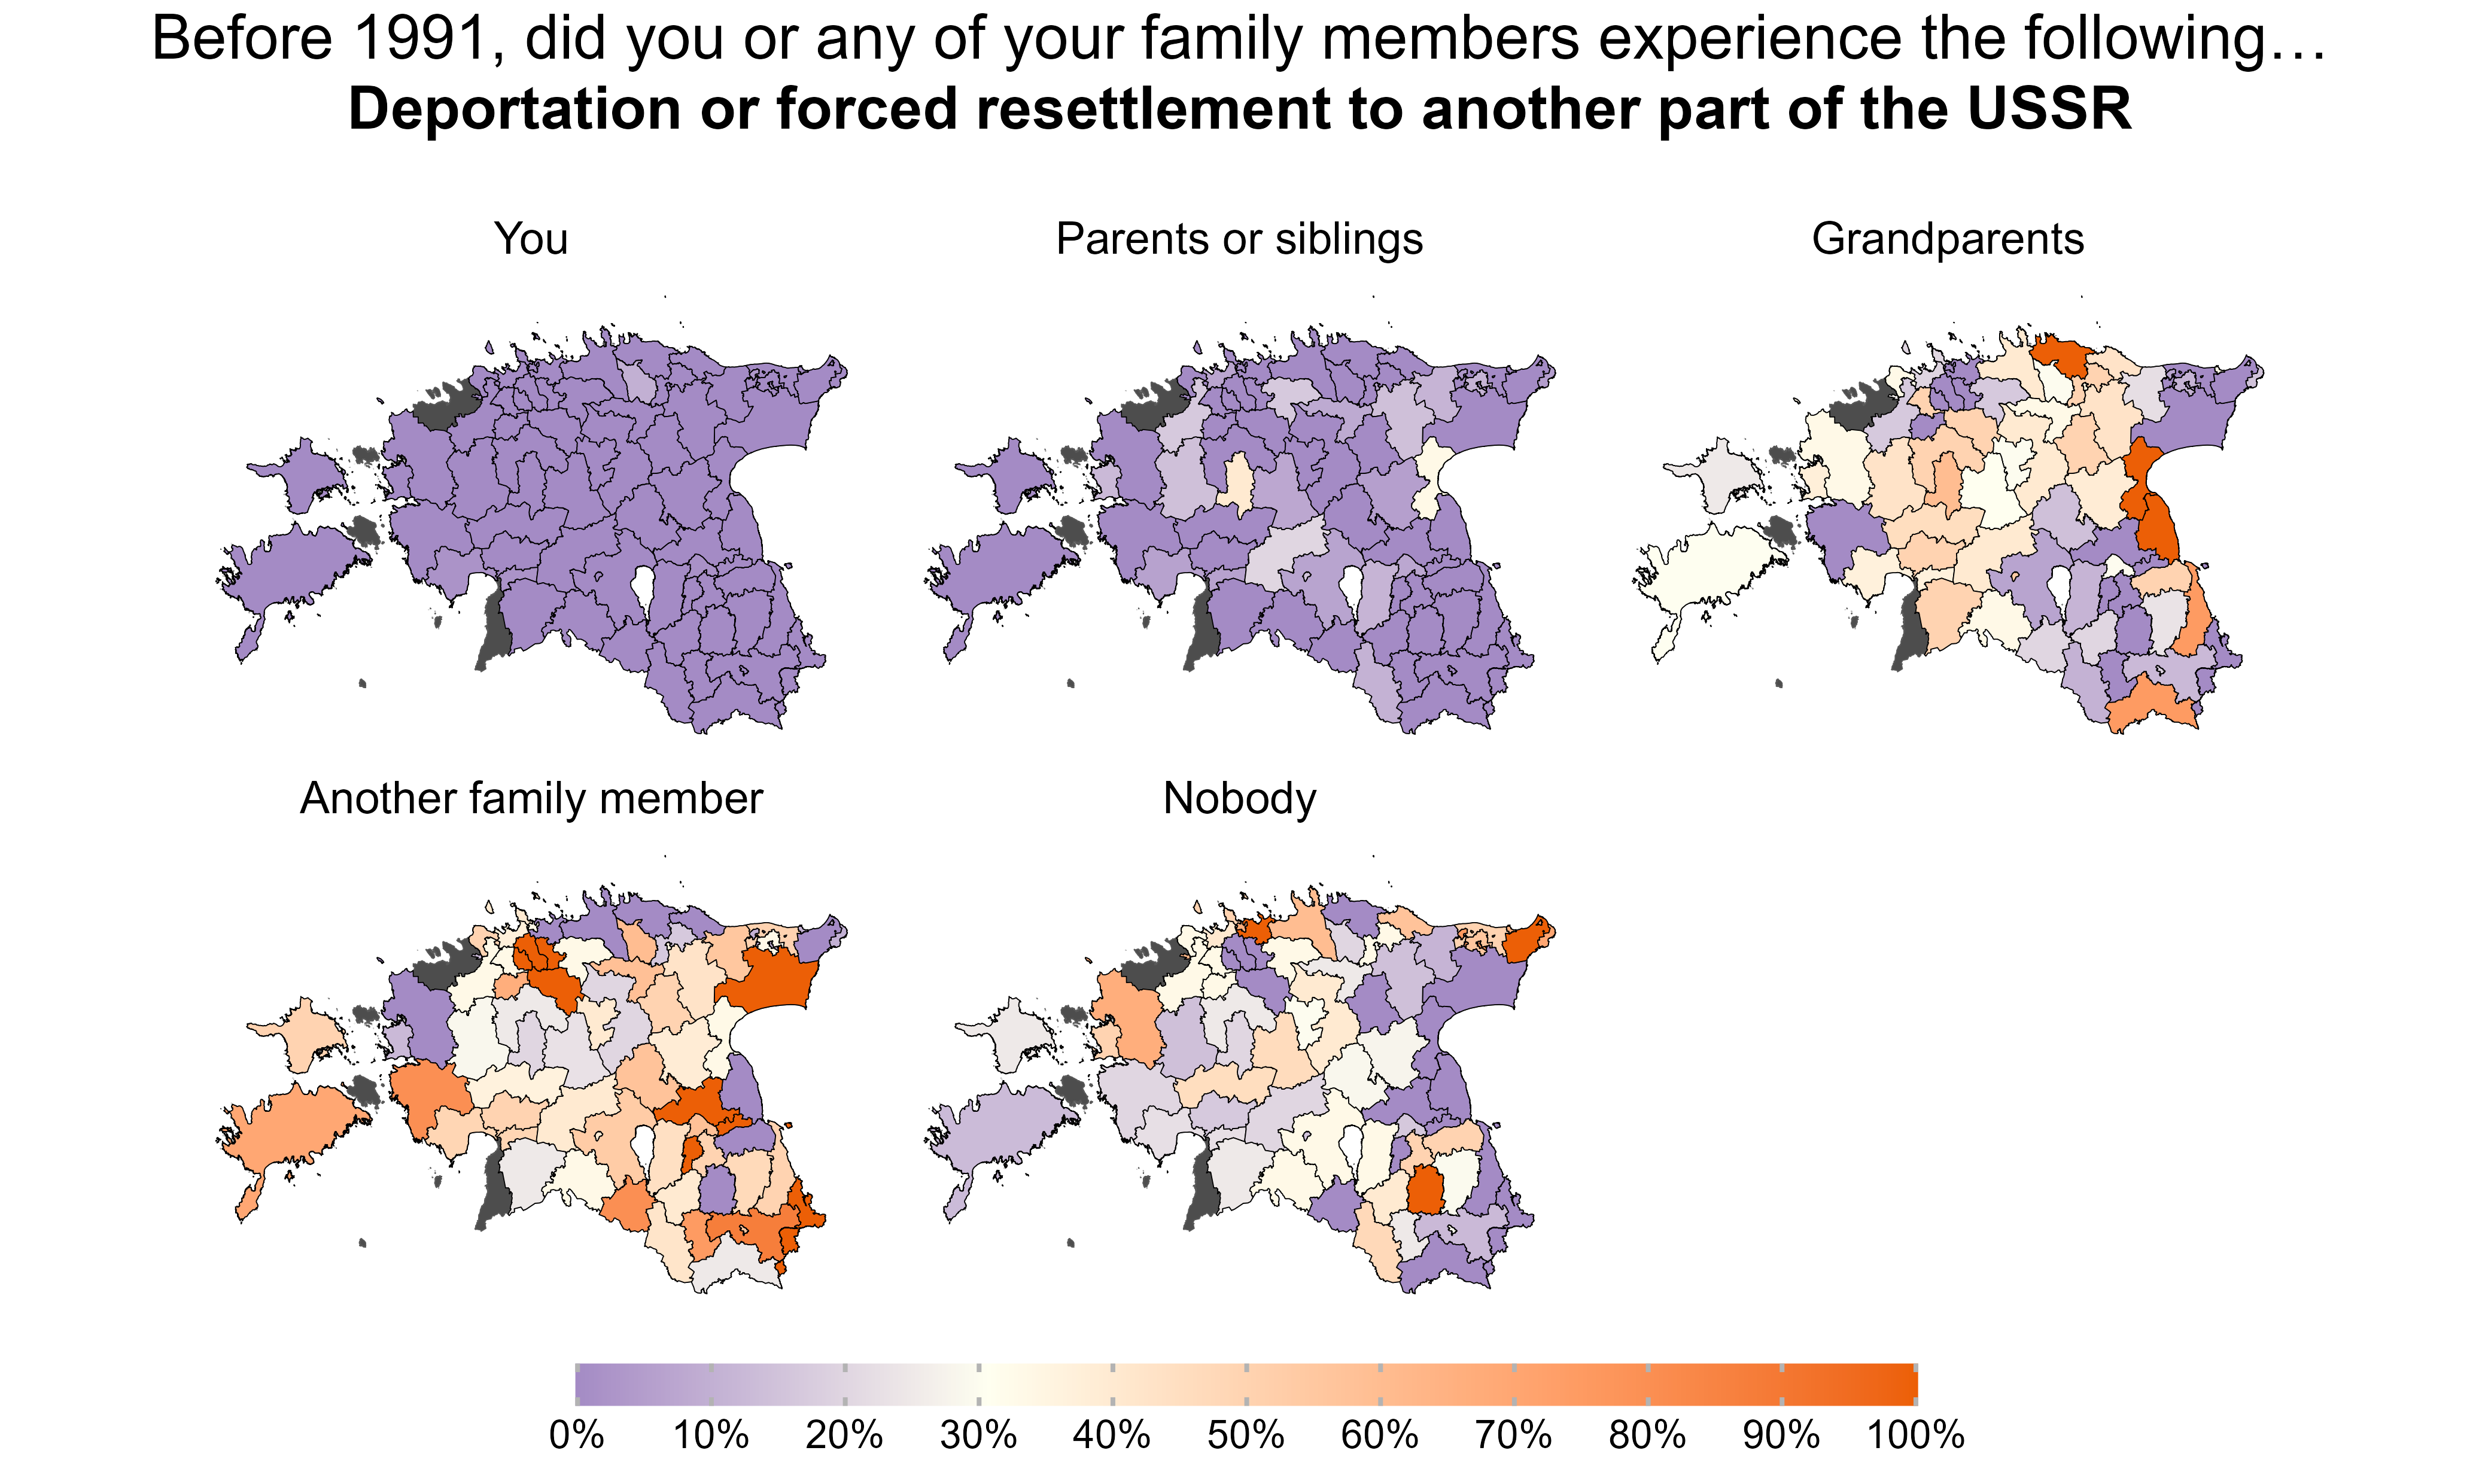 Before 1991, did you or any of your family members experience the following…
Deportation or forced resettlement to another part of the USSR
You
Parents or siblings
Grandparents
Another family member
Nobody
0% 10% 20% 30% 40% 50% 60% 70% 80% 90% 100%